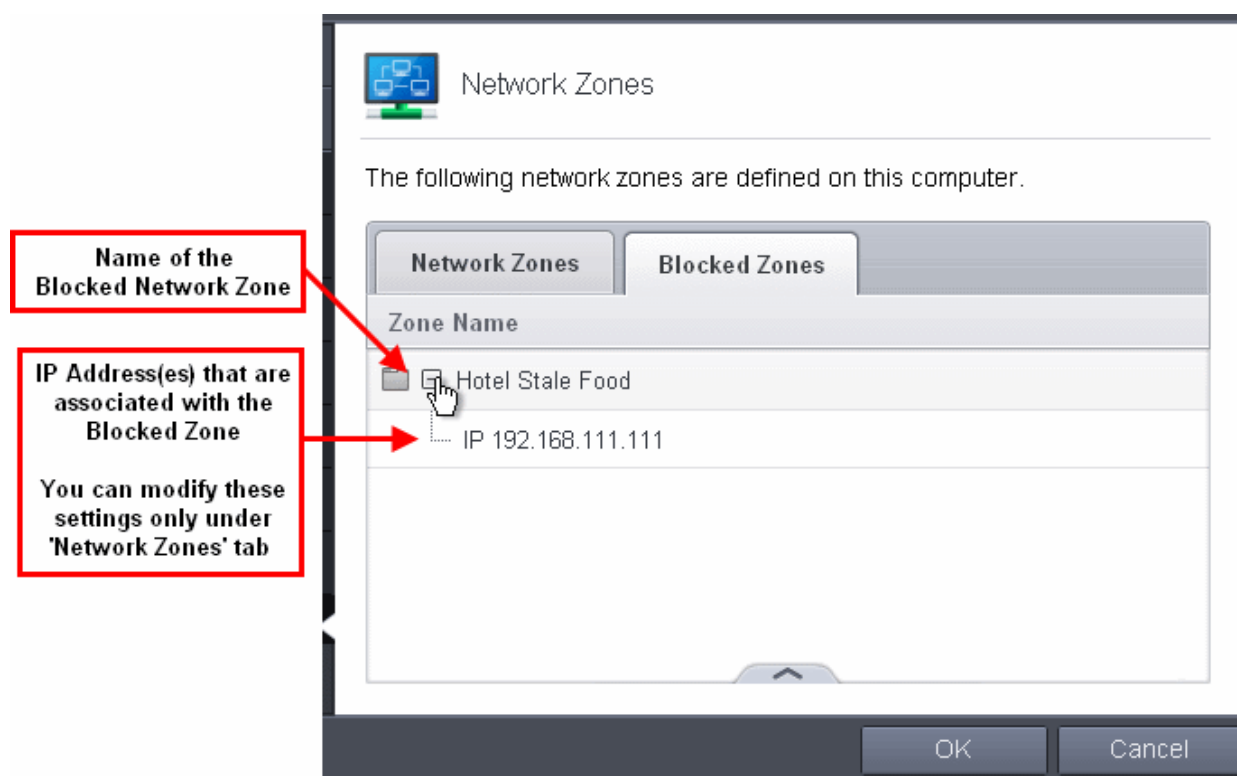 Network Zones
The following network zones are defined on this computer.
Name of the
Blocked Network Zone
Network Zones
Blocked Zones
Zone Name
IP Address(es) that are
associated with the
Blocked Zone
You can modify these
settings only under
'Network Zones' tab
Hotel Stale Food
IP 192.168.111.111
OK
Cancel